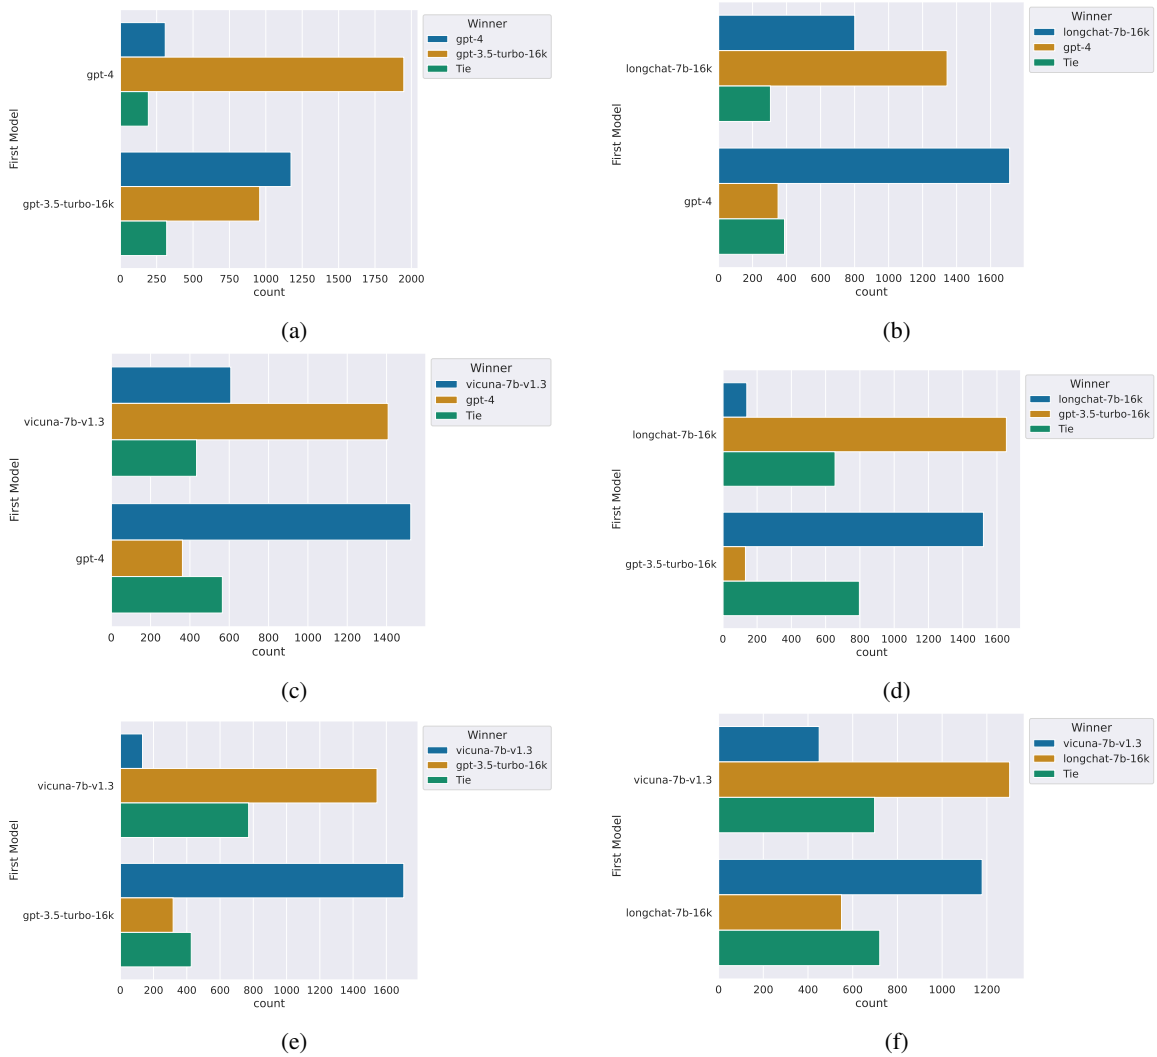 Winner
gpt-4
gpt-3.5-turbo-16k
Tie
First Model
gpt-4
gpt-3.5-turbo-16k
0 250 500 750 1000 1250 1500 1750 2000
count
(a)
Winner
longchat-7b-16k
gpt-4
Tie
First Model
longchat-7b-16k
gpt-4
0 200 400 600 800 1000 1200 1400 1600
count
(b)
Winner
vicuna-7b-v1.3
gpt-4
Tie
First Model
vicuna-7b-v1.3
gpt-4
0 200 400 600 800 1000 1200 1400
count
(c)
Winner
longchat-7b-16k
gpt-3.5-turbo-16k
Tie
First Model
longchat-7b-16k
gpt-3.5-turbo-16k
0 200 400 600 800 1000 1200 1400 1600
count
(d)
Winner
vicuna-7b-v1.3
gpt-3.5-turbo-16k
Tie
First Model
vicuna-7b-v1.3
gpt-3.5-turbo-16k
0 200 400 600 800 1000 1200 1400 1600
count
(e)
Winner
vicuna-7b-v1.3
longchat-7b-16k
Tie
First Model
vicuna-7b-v1.3
longchat-7b-16k
0 200 400 600 800 1000 1200
count
(f)